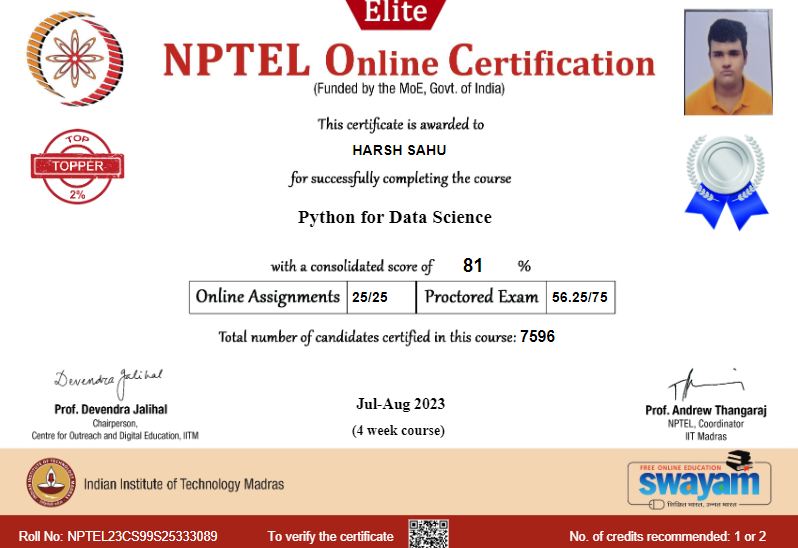 Elite
NPTEL Online Certification
(Funded by the MoE, Govt. of India)
This certificate is awarded to
HARSH SAHU
for successfully completing the course
Python for Data Science
TOP
TOPPER
2%
with a consolidated score of 81 %
Online Assignments 25/25 Proctored Exam 56.25/75
Total number of candidates certified in this course: 7596
Devendra Jalihal
Prof. Devendra Jalihal
Chairperson,
Centre for Outreach and Digital Education, IITM
Jul-Aug 2023
(4 week course)
Prof. Andrew Thangaraj
NPTEL, Coordinator
IIT Madras
Indian Institute of Technology Madras
FREE ONLINE EDUCATION
swayam
शिक्षित भारत, उन्नत भारत
Roll No: NPTEL23CS99S25333089
To verify the certificate
No. of credits recommended: 1 or 2